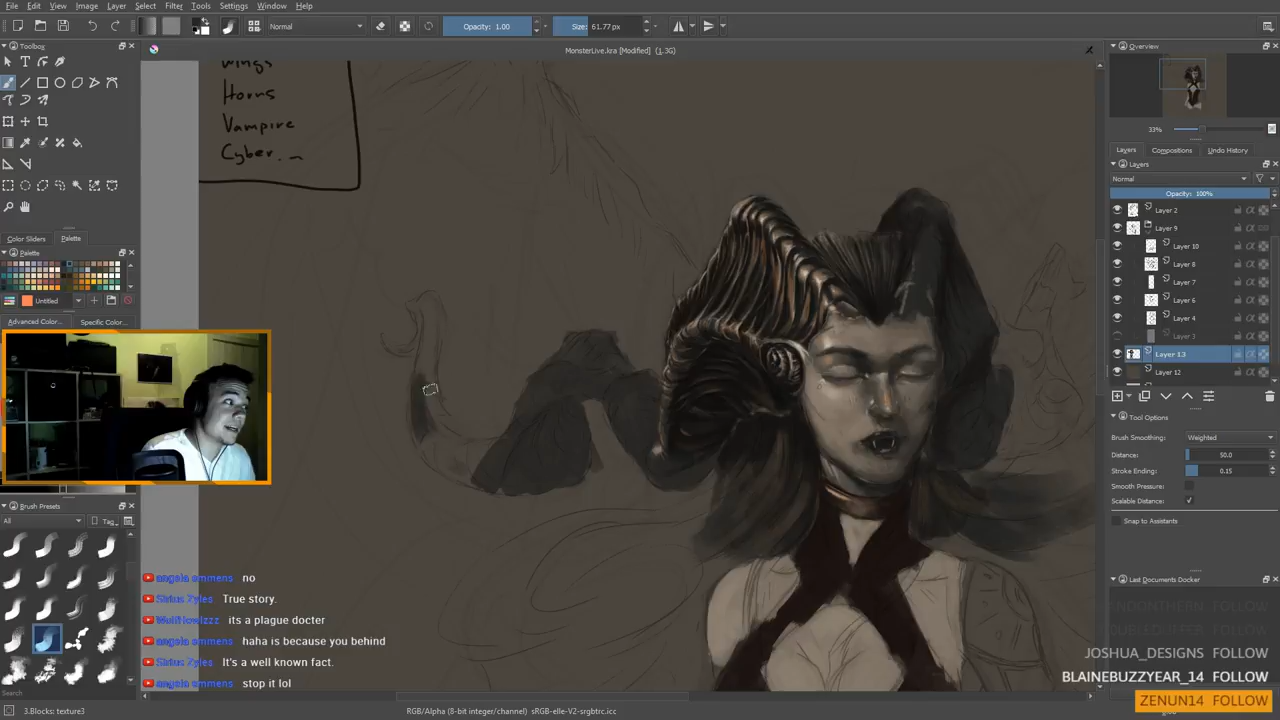 File Edit View Image Layer Select Filter Tools Settings Window Help
Normal
Opacity: 1.00
Size: 61.77 px
MonsterLive.kra [Modified] (1.3G)
Toolbox
Wings
Horns
Vampire
Cyber. ~
Color Sliders Palette
Palette
Untitled
Advanced Color... Specific Color...
Brush Presets
All
Tag
Search
3.Blocks: texture3
RGB/Alpha (8-bit integer/channel) sRGB-elle-V2-srgbtrc.icc
angela ommens no
Sirius Zyles True story.
WulfHowlzzz its a plague docter
angela ommens haha is because you behind
Sirius Zyles It's a well known fact.
angela ommens stop it lol
Overview
33%
Layers Compositions Undo History
Layers
Normal
Opacity: 100%
Layer 2
Layer 9
Layer 10
Layer 8
Layer 7
Layer 6
Layer 4
Layer 3
Layer 13
Layer 12
Tool Options
Brush Smoothing: Weighted
Distance: 50.0
Stroke Ending: 0.15
Smooth Pressure:
Scalable Distance:
Snap to Assistants
Last Documents Docker
FOLLOW
FOLLOW
JOSHUA_DESIGNS FOLLOW
BLAINEBUZZYEAR_14 FOLLOW
ZENUN14 FOLLOW